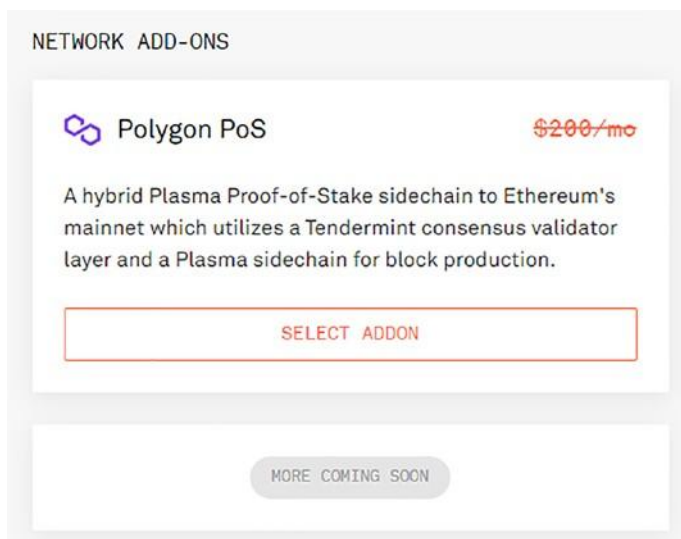 NETWORK ADD-ONS
Polygon PoS
$200/mo
A hybrid Plasma Proof-of-Stake sidechain to Ethereum's
mainnet which utilizes a Tendermint consensus validator
layer and a Plasma sidechain for block production.
SELECT ADDON
MORE COMING SOON